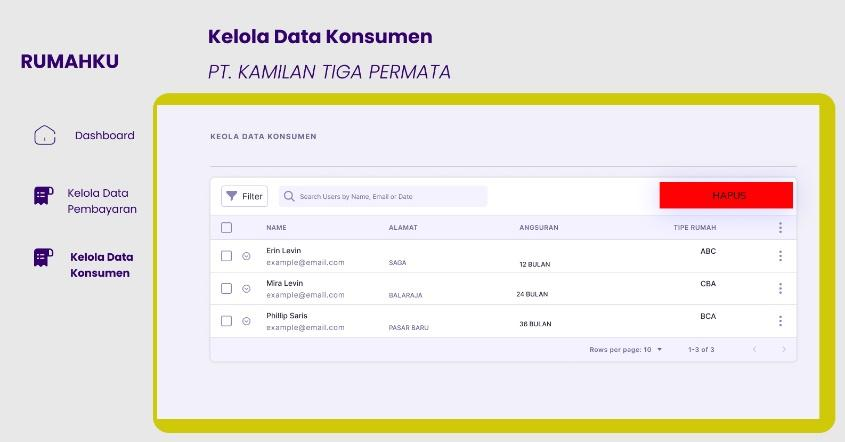 Kelola Data Konsumen
RUMAHKU
PT. KAMILAN TIGA PERMATA
Dashboard
Kelola Data
Pembayaran
Kelola Data
Konsumen
KEOLA DATA KONSUMEN
Filter
Search Users by Name, Email or Date
HAPUS
NAME ALAMAT ANGSURAN TIPE RUMAH
Erin Levin ABC
example@email.com SAGA 12 BULAN
Mira Levin CBA
example@email.com BALARAJA 24 BULAN
Phillip Saris BCA
example@email.com PASAR BARU 36 BULAN
Rows per page: 10 1-3 of 3